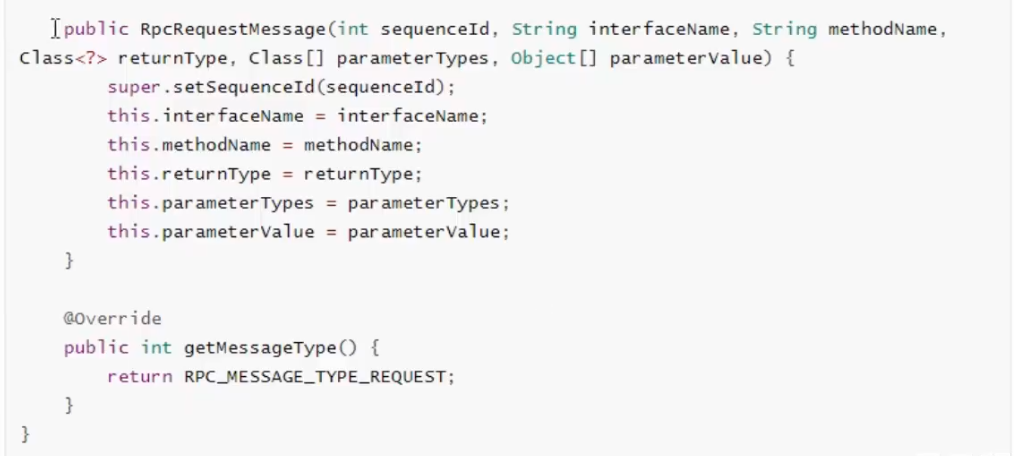 public RpcRequestMessage(int sequenceId, String interfaceName, String methodName,
Class<?> returnType, Class[] parameterTypes, Object[] parameterValue) {
super.setSequenceId(sequenceId);
this.interfaceName = interfaceName;
this.methodName = methodName;
this.returnType = returnType;
this.parameterTypes = parameterTypes;
this.parameterValue = parameterValue;
}
@Override
public int getMessageType() {
return RPC_MESSAGE_TYPE_REQUEST;
}
}